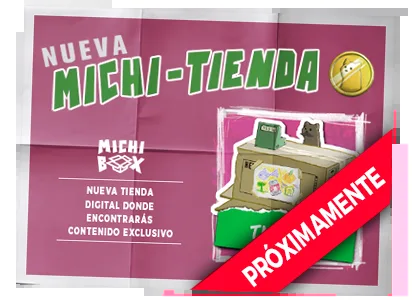 NUEVA
MICHI-TIENDA
MICHI
BOX
NUEVA TIENDA
DIGITAL DONDE
ENCONTRARÁS
CONTENIDO EXCLUSIVO
PRÓXIMAMENTE